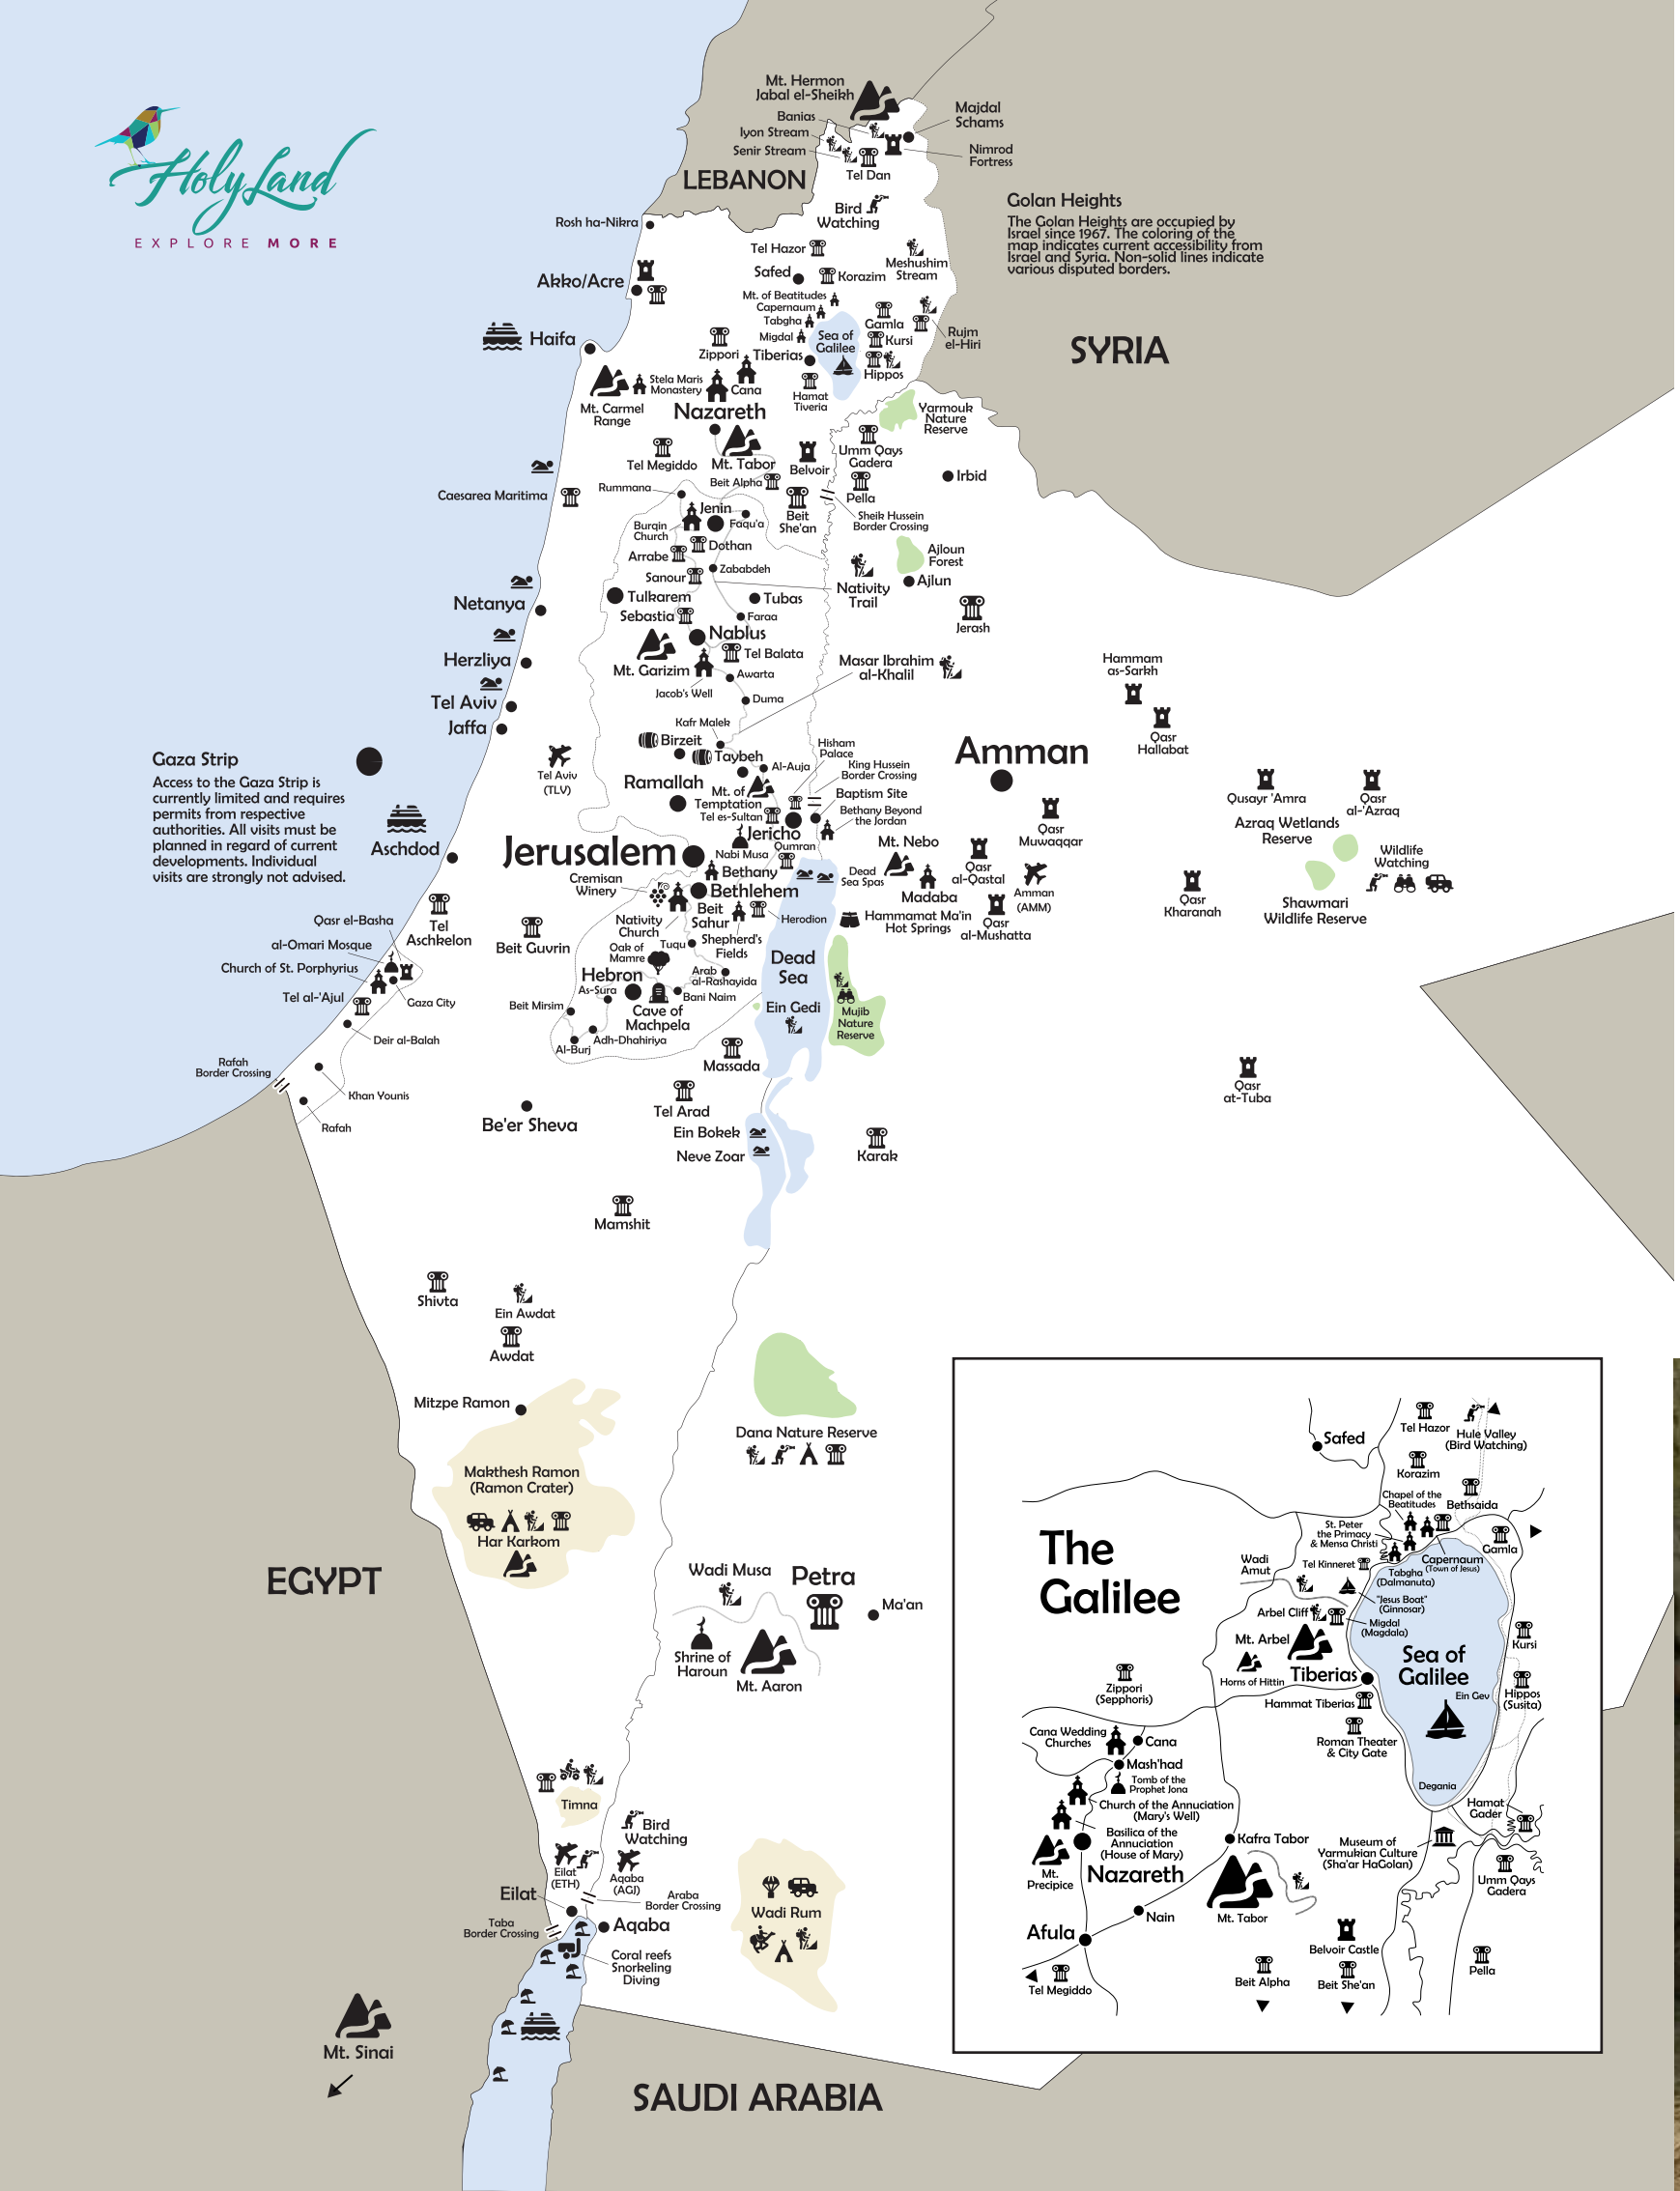 HolyLand
EXPLORE MORE
Mt. Hermon
Jabal el-Sheikh
Banias
Iyon Stream
Senir Stream
Majdal
Schams
Nimrod
Fortress
Tel Dan
LEBANON
Bird
Watching
Golan Heights
The Golan Heights are occupied by
Israel since 1967. The coloring of the
map indicates current accessibility from
Israel and Syria. Non-solid lines indicate
various disputed borders.
SYRIA
Rosh ha-Nikra
Tel Hazor
Meshushim
Stream
Safed
Korazim
Akko/Acre
Mt. of Beatitudes
Capernaum
Tabgha
Migdal
Gamla
Rujm
el-Hiri
Sea of
Galilee
Kursi
Haifa
Zippori
Tiberias
Hippos
Stela Maris
Monastery
Cana
Hamat
Tiveria
Mt. Carmel
Range
Nazareth
Yarmouk
Nature
Reserve
Tel Megiddo
Mt. Tabor
Belvoir
Umm Qays
Gadera
Irbid
Beit Alpha
Pella
Caesarea Maritima
Rummana
Jenin
Faqu'a
Beit
She'an
Sheik Hussein
Border Crossing
Burqin
Church
Dothan
Arrabe
Ajloun
Forest
Zababdeh
Sanour
Ajlun
Nativity
Trail
Netanya
Tulkarem
Tubas
Sebastia
Faraa
Jerash
Nablus
Tel Balata
Herzliya
Mt. Garizim
Masar Ibrahim
al-Khalil
Awarta
Jacob's Well
Duma
Hammam
as-Sarkh
Tel Aviv
Jaffa
Kafr Malek
Qasr
Hallabat
Birzeit
Taybeh
Hisham
Palace
Amman
Gaza Strip
Access to the Gaza Strip is
currently limited and requires
permits from respective
authorities. All visits must be
planned in regard of current
developments. Individual
visits are strongly not advised.
Tel Aviv
(TLV)
Al-Auja
King Hussein
Border Crossing
Ramallah
Mt. of
Temptation
Baptism Site
Tel es-Sultan
Bethany Beyond
the Jordan
Qasr
Muwaqqar
Qusayr 'Amra
Qasr
al-'Azraq
Azraq Wetlands
Reserve
Wildlife
Watching
Aschdod
Jerusalem
Jericho
Nabi Musa
Qumran
Mt. Nebo
Qasr
al-Qastal
Amman
(AMM)
Cremisan
Winery
Bethany
Dead
Sea Spas
Madaba
Bethlehem
Qasr
Kharanah
Shawmari
Wildlife Reserve
Nativity
Church
Beit
Sahur
Herodion
Hammamat Ma'in
Hot Springs
Qasr
al-Mushatta
Qasr el-Basha
Tel
Aschkelon
Beit Guvrin
al-Omari Mosque
Church of St. Porphyrius
Oak of
Mamre
Tuqu
Shepherd's
Fields
Dead
Sea
Tel al-'Ajul
Gaza City
Hebron
Arab
al-Rashayida
As-Sura
Bani Naim
Beit Mirsim
Cave of
Machpela
Ein Gedi
Mujib
Nature
Reserve
Deir al-Balah
Adh-Dhahiriya
Al-Burj
Rafah
Border Crossing
Massada
Khan Younis
Qasr
at-Tuba
Rafah
Be'er Sheva
Tel Arad
Ein Bokek
Neve Zoar
Karak
Mamshit
Shivta
Ein Awdat
Awdat
Mitzpe Ramon
Dana Nature Reserve
Makthesh Ramon
(Ramon Crater)
Har Karkom
EGYPT
Wadi Musa
Petra
Ma'an
Shrine of
Haroun
Mt. Aaron
Timna
Bird
Watching
Eilat
(ETH)
Aqaba
(AGJ)
Eilat
Araba
Border Crossing
Taba
Border Crossing
Aqaba
Wadi Rum
Coral reefs
Snorkeling
Diving
Mt. Sinai
SAUDI ARABIA
The
Galilee
Safed
Tel Hazor
Hule Valley
(Bird Watching)
Korazim
Chapel of the
Beatitudes
Bethsaida
St. Peter
the Primacy
& Mensa Christi
Gamla
Wadi
Amut
Tel Kinneret
Capernaum
(Town of Jesus)
Tabgha
(Dalmanuta)
"Jesus Boat"
(Ginnosar)
Arbel Cliff
Migdal
(Magdala)
Mt. Arbel
Kursi
Sea of
Galilee
Horns of Hittin
Tiberias
Zippori
(Sepphoris)
Hammat Tiberias
Ein Gev
Hippos
(Susita)
Cana Wedding
Churches
Cana
Roman Theater
& City Gate
Mash'had
Tomb of the
Prophet Jona
Degania
Church of the Annuciation
(Mary's Well)
Hamat
Gader
Basilica of the
Annuciation
(House of Mary)
Kafra Tabor
Museum of
Yarmukian Culture
(Sha'ar HaGolan)
Mt.
Precipice
Nazareth
Umm Qays
Gadera
Mt. Tabor
Nain
Afula
Belvoir Castle
Tel Megiddo
Beit Alpha
Beit She'an
Pella